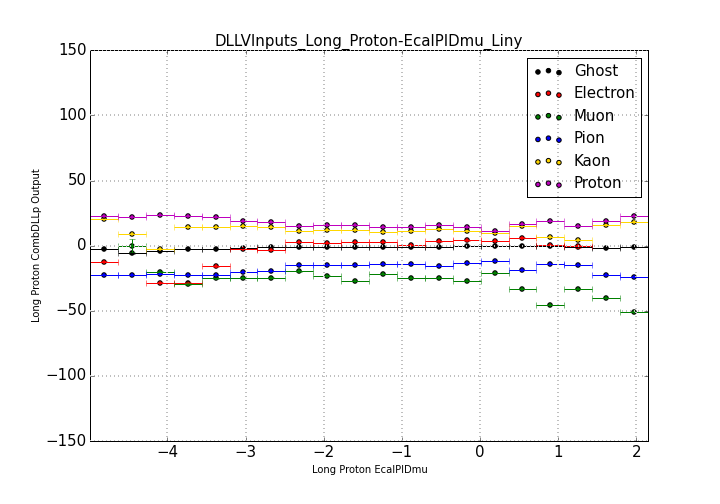 DLLVInputs_Long_Proton-EcalPIDmu_Liny
150
100
50
0
−50
−100
−150
Long Proton CombDLLp Output
Ghost
Electron
Muon
Pion
Kaon
Proton
−4 −3 −2 −1 0 1 2
Long Proton EcalPIDmu